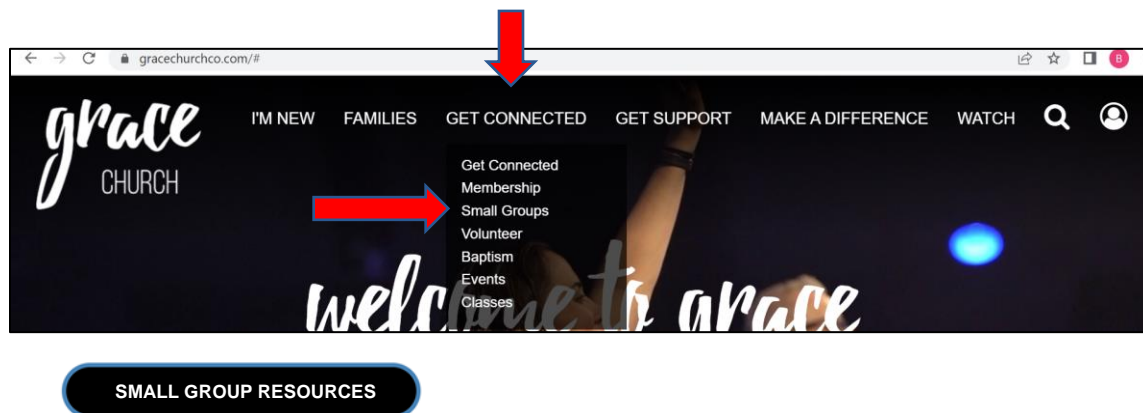 gracechurchco.com/#
B
grace
CHURCH
I'M NEW FAMILIES GET CONNECTED GET SUPPORT MAKE A DIFFERENCE WATCH
Get Connected
Membership
Small Groups
Volunteer
Baptism
Events
Classes
welcome to grace
SMALL GROUP RESOURCES